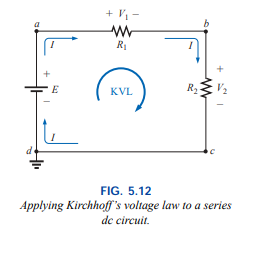 + V₁ −
a
b
R₁
I
I
+
E
−
KVL
R₂
+
V₂
−
I
d
c
FIG. 5.12
Applying Kirchhoff's voltage law to a series
dc circuit.